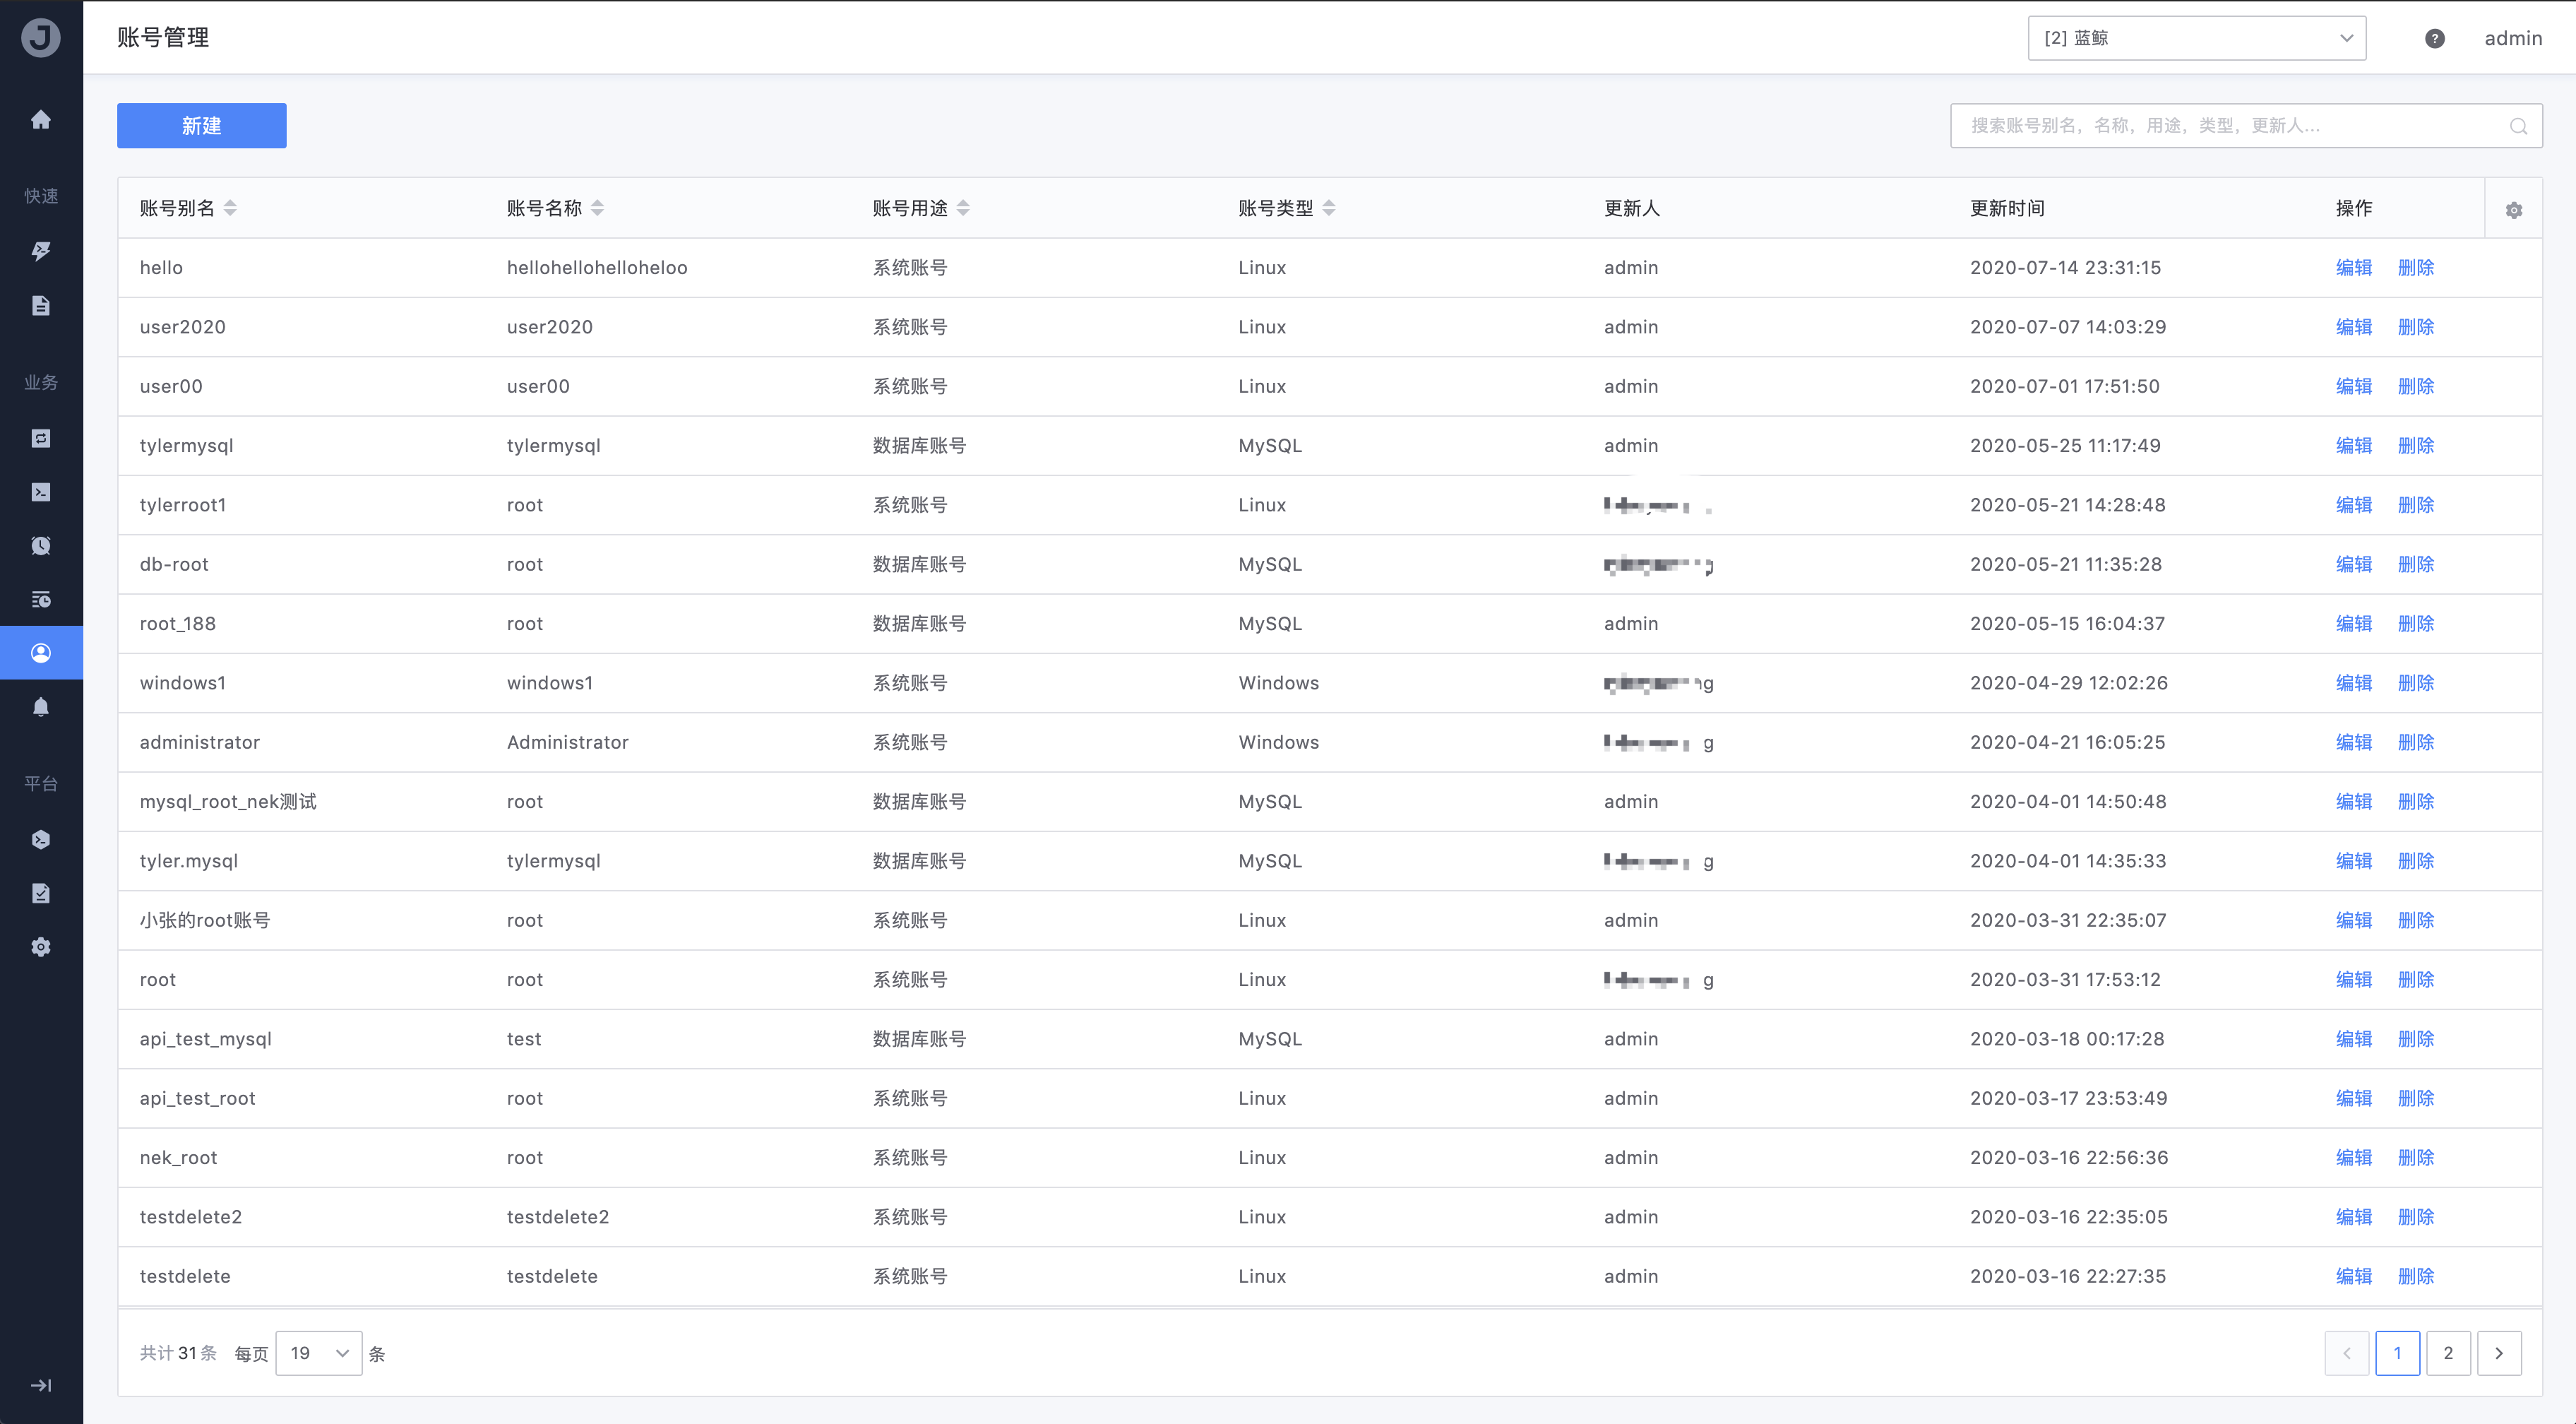 J
账号管理
[2] 蓝鲸
?
admin
新建
搜索账号别名，名称，用途，类型，更新人...
快速
业务
平台
账号别名 账号名称 账号用途 账号类型 更新人 更新时间 操作
hello hellohellohelloheloo 系统账号 Linux admin 2020-07-14 23:31:15 编辑 删除
user2020 user2020 系统账号 Linux admin 2020-07-07 14:03:29 编辑 删除
user00 user00 系统账号 Linux admin 2020-07-01 17:51:50 编辑 删除
tylermysql tylermysql 数据库账号 MySQL admin 2020-05-25 11:17:49 编辑 删除
tylerroot1 root 系统账号 Linux 2020-05-21 14:28:48 编辑 删除
db-root root 数据库账号 MySQL 2020-05-21 11:35:28 编辑 删除
root_188 root 数据库账号 MySQL admin 2020-05-15 16:04:37 编辑 删除
windows1 windows1 系统账号 Windows 2020-04-29 12:02:26 编辑 删除
administrator Administrator 系统账号 Windows 2020-04-21 16:05:25 编辑 删除
mysql_root_nek测试 root 数据库账号 MySQL admin 2020-04-01 14:50:48 编辑 删除
tyler.mysql tylermysql 数据库账号 MySQL 2020-04-01 14:35:33 编辑 删除
小张的root账号 root 系统账号 Linux admin 2020-03-31 22:35:07 编辑 删除
root root 系统账号 Linux 2020-03-31 17:53:12 编辑 删除
api_test_mysql test 数据库账号 MySQL admin 2020-03-18 00:17:28 编辑 删除
api_test_root root 系统账号 Linux admin 2020-03-17 23:53:49 编辑 删除
nek_root root 系统账号 Linux admin 2020-03-16 22:56:36 编辑 删除
testdelete2 testdelete2 系统账号 Linux admin 2020-03-16 22:35:05 编辑 删除
testdelete testdelete 系统账号 Linux admin 2020-03-16 22:27:35 编辑 删除
共计 31 条 每页 19 条 1 2